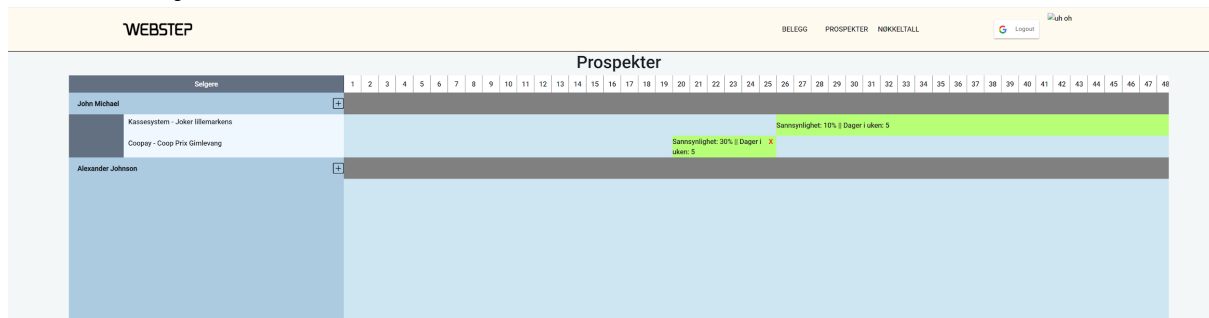 WEBSTEP
BELEGG PROSPEKTER NØKKELTALL
Logout
uh oh
Prospekter
Selgere 1 2 3 4 5 6 7 8 9 10 11 12 13 14 15 16 17 18 19 20 21 22 23 24 25 26 27 28 29 30 31 32 33 34 35 36 37 38 39 40 41 42 43 44 45 46 47 48
John Michael +
Kassesystem - Joker lillemarkens
Sannsynlighet: 10% || Dager i uken: 5
Coopay - Coop Prix Gimlevang
Sannsynlighet: 30% || Dager i X
uken: 5
Alexander Johnson +